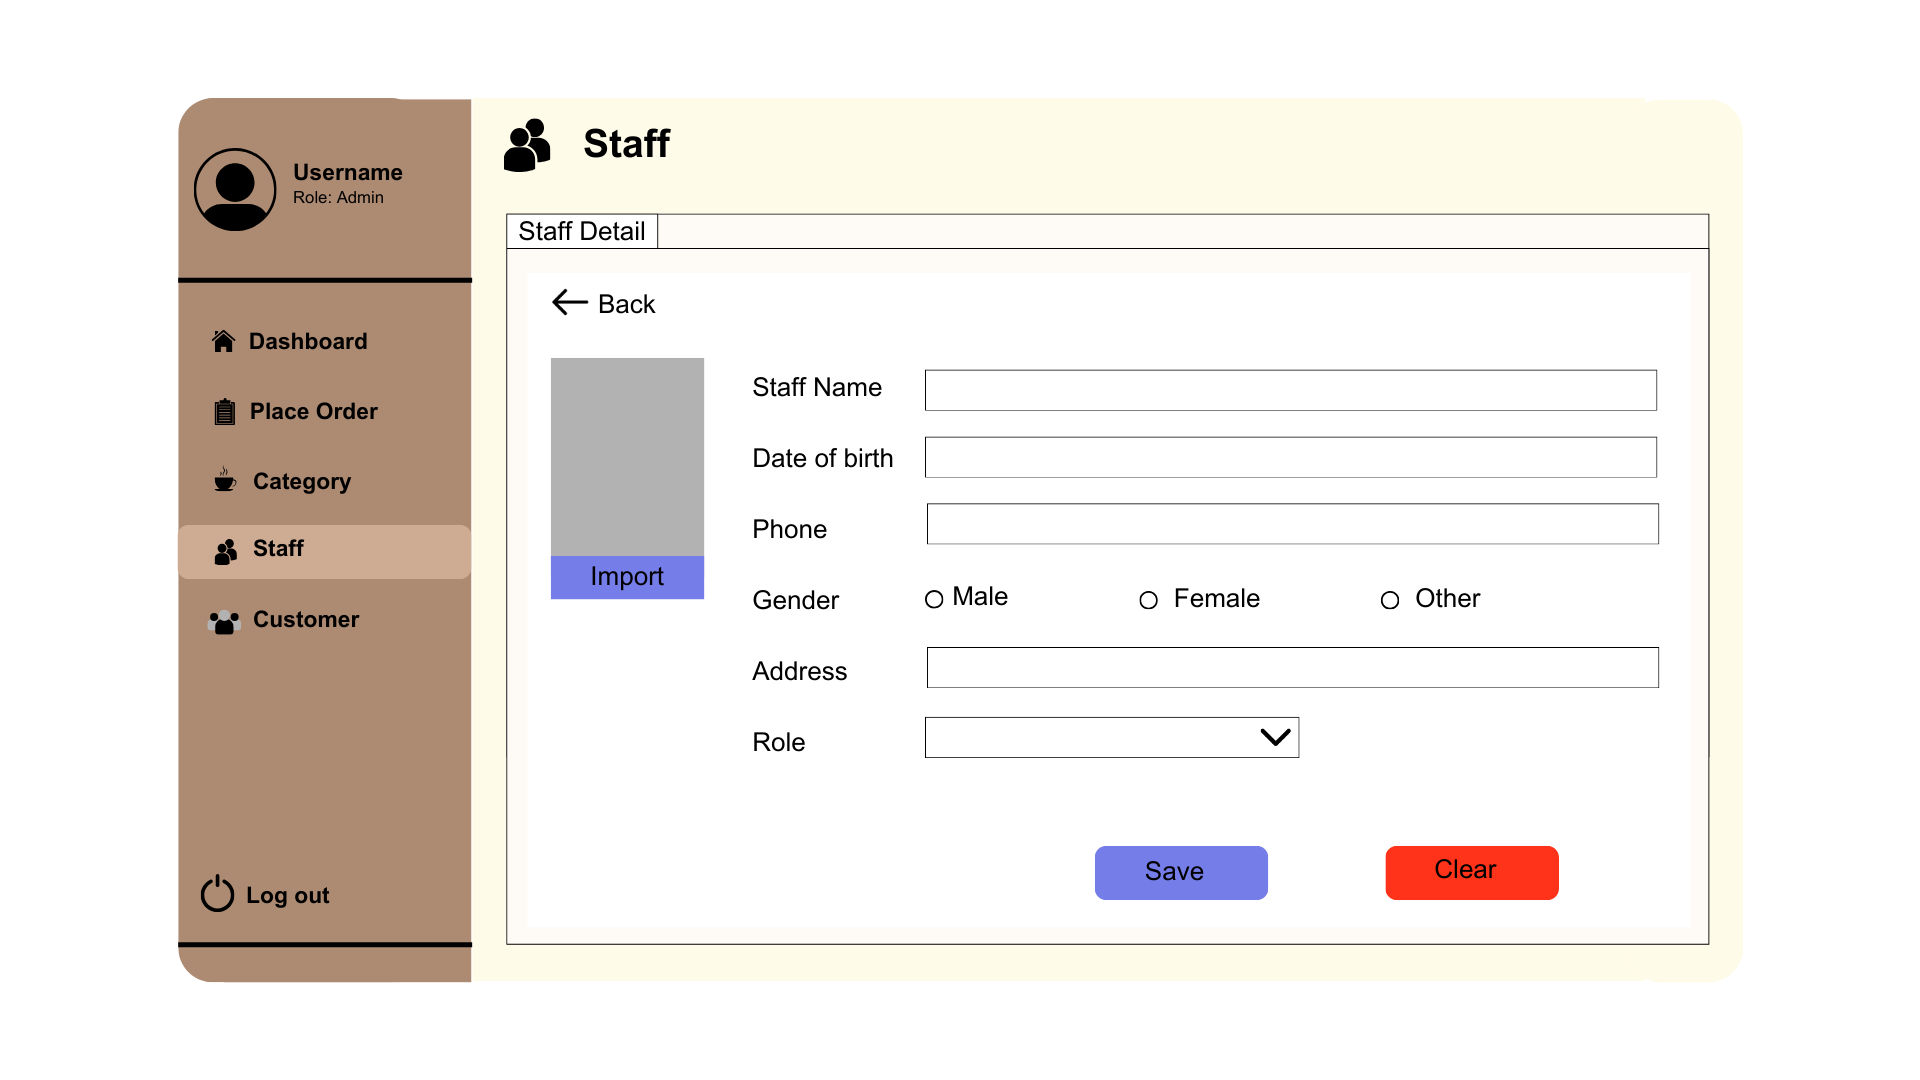 Username
Role: Admin
Dashboard
Place Order
Category
Staff
Customer
Log out
Staff
Staff Detail
Back
Import
Staff Name
Date of birth
Phone
Gender
Male
Female
Other
Address
Role
Save
Clear